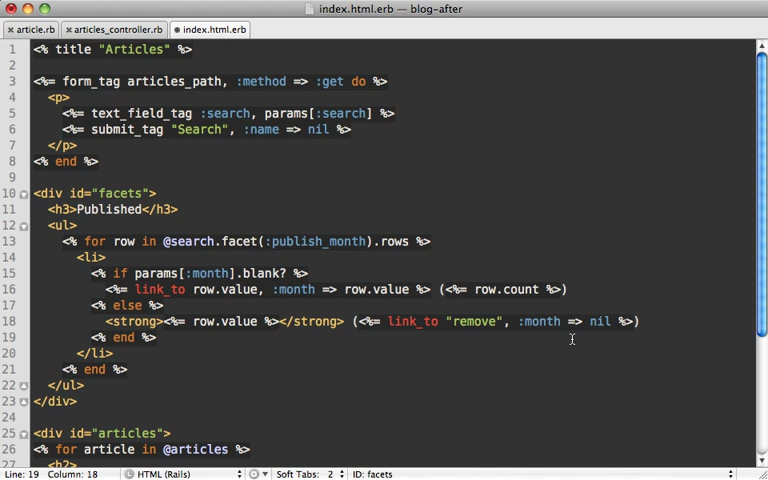 index.html.erb — blog-after
article.rb articles_controller.rb index.html.erb
1 <% title "Articles" %>
2
3 <%= form_tag articles_path, :method => :get do %>
4 <p>
5 <%= text_field_tag :search, params[:search] %>
6 <%= submit_tag "Search", :name => nil %>
7 </p>
8 <% end %>
9
10 <div id="facets">
11 <h3>Published</h3>
12 <ul>
13 <% for row in @search.facet(:publish_month).rows %>
14 <li>
15 <% if params[:month].blank? %>
16 <%= link_to row.value, :month => row.value %> (<%= row.count %>)
17 <% else %>
18 <strong><%= row.value %></strong> (<%= link_to "remove", :month => nil %>)
19 <% end %>
20 </li>
21 <% end %>
22 </ul>
23 </div>
24
25 <div id="articles">
26 <% for article in @articles %>
27 <h2>
Line: 19 Column: 18 HTML (Rails) Soft Tabs: 2 ID: facets